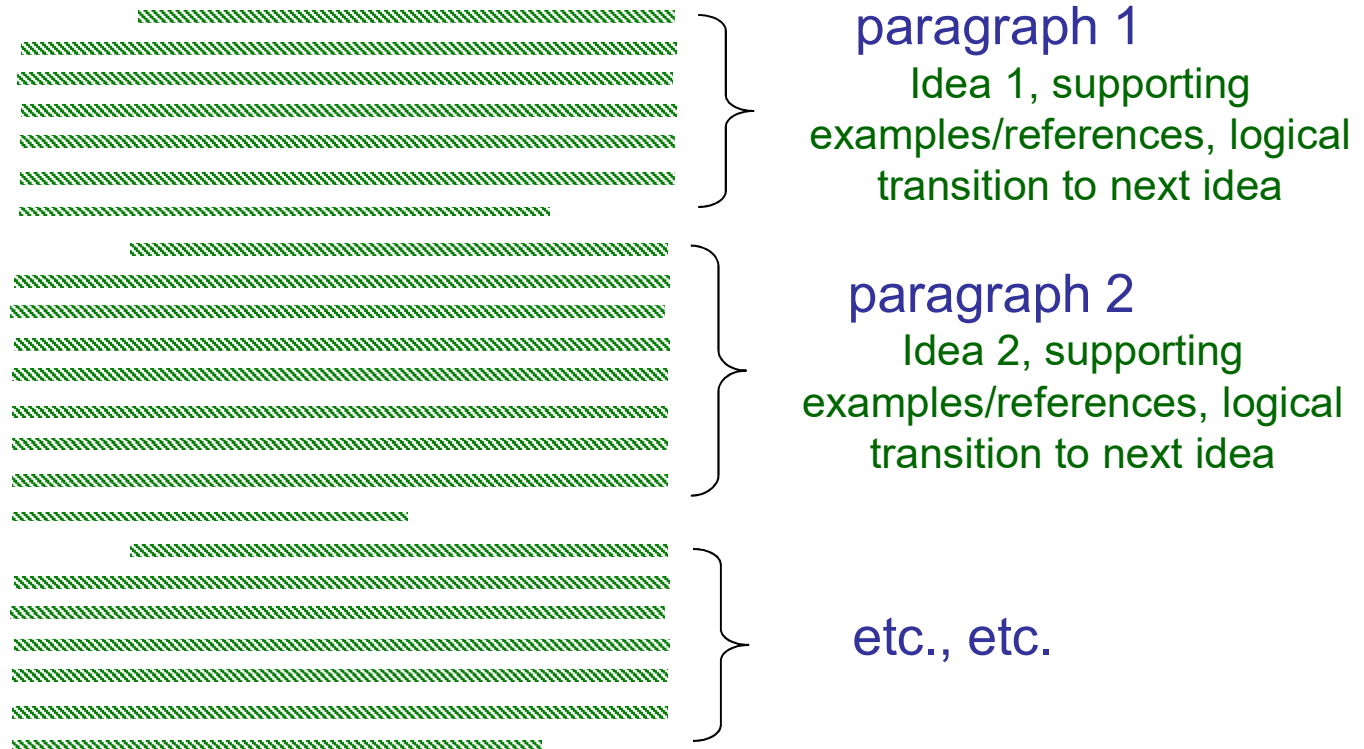 paragraph 1
Idea 1, supporting
examples/references, logical
transition to next idea
paragraph 2
Idea 2, supporting
examples/references, logical
transition to next idea
etc., etc.